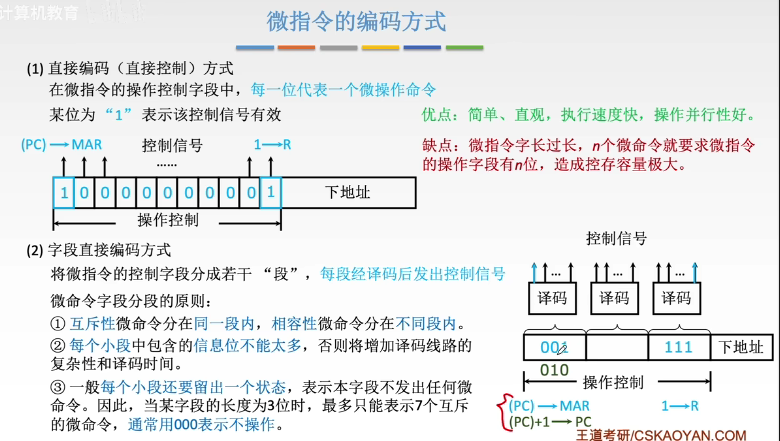 计算机教育
微指令的编码方式
(1) 直接编码（直接控制）方式
在微指令的操作控制字段中，每一位代表一个微操作命令
某位为 “1” 表示该控制信号有效
优点：简单、直观，执行速度快，操作并行性好。
缺点：微指令字长过长，n个微命令就要求微指令
的操作字段有n位，造成控存容量极大。
(PC) → MAR
控制信号
1 → R
......
1 0 0 0 0 0 0 0 0 0 1
下地址
操作控制
(2) 字段直接编码方式
将微指令的控制字段分成若干 “段”，每段经译码后发出控制信号
微命令字段分段的原则：
① 互斥性微命令分在同一段内，相容性微命令分在不同段内。
② 每个小段中包含的信息位不能太多，否则将增加译码线路的
复杂性和译码时间。
③ 一般每个小段还要留出一个状态，表示本字段不发出任何微
命令。因此，当某字段的长度为3位时，最多只能表示7个互斥
的微命令，通常用000表示不操作。
控制信号
... ... ...
译码 译码 译码
111 下地址
010
操作控制
(PC) → MAR 1 → R
(PC)+1 → PC
王道考研/CSKAOYAN.COM